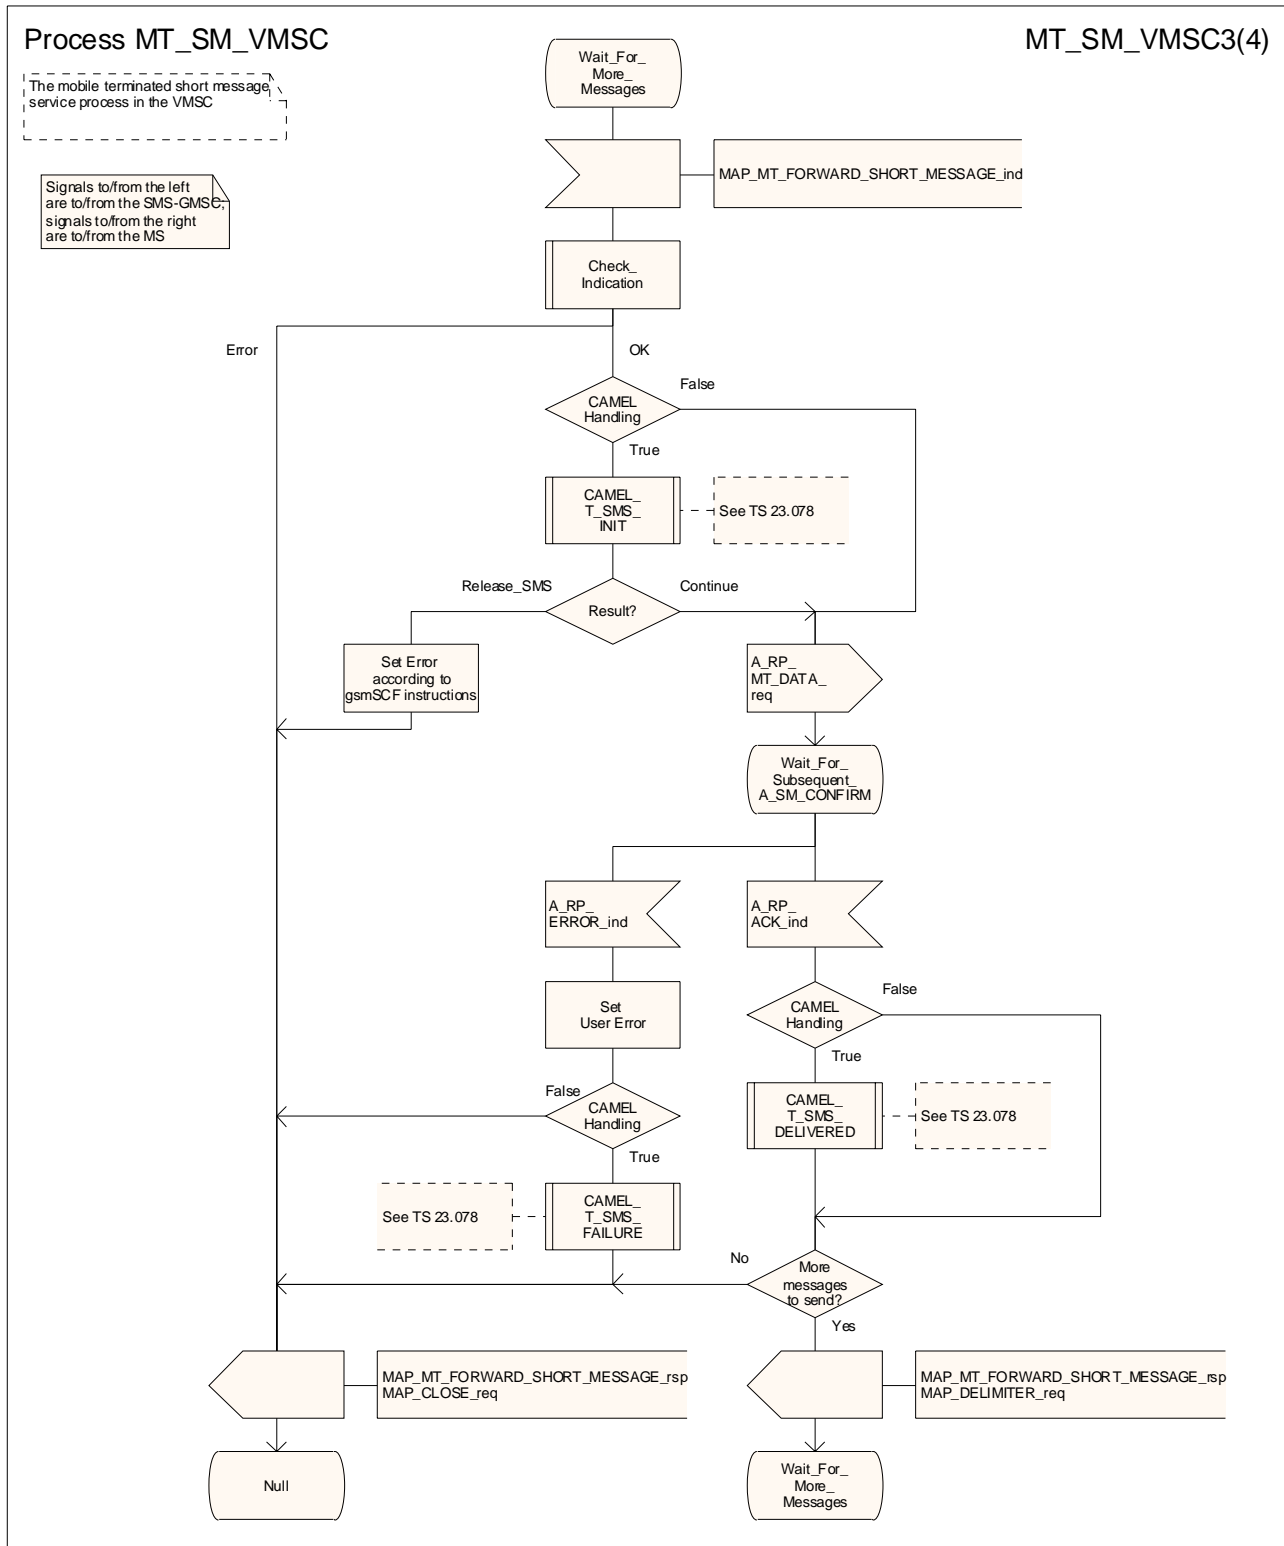 Process MT_SM_VMSC
MT_SM_VMSC3(4)
The mobile terminated short message
service process in the VMSC
Signals to/from the left
are to/from the SMS-GMSC;
signals to/from the right
are to/from the MS
Wait_For_
More_
Messages
MAP_MT_FORWARD_SHORT_MESSAGE_ind
Check_
Indication
Error
OK
CAMEL
Handling
False
True
CAMEL_
T_SMS_
INIT
See TS 23.078
Release_SMS
Result?
Continue
Set Error
according to
gsmSCF instructions
A_RP_
MT_DATA_
req
Wait_For_
Subsequent_
A_SM_CONFIRM
A_RP_
ERROR_ind
A_RP_
ACK_ind
Set
User Error
CAMEL
Handling
False
True
False
CAMEL
Handling
True
CAMEL_
T_SMS_
DELIVERED
See TS 23.078
See TS 23.078
CAMEL_
T_SMS_
FAILURE
No
More
messages
to send?
Yes
MAP_MT_FORWARD_SHORT_MESSAGE_rsp
MAP_CLOSE_req
MAP_MT_FORWARD_SHORT_MESSAGE_rsp
MAP_DELIMITER_req
Null
Wait_For_
More_
Messages